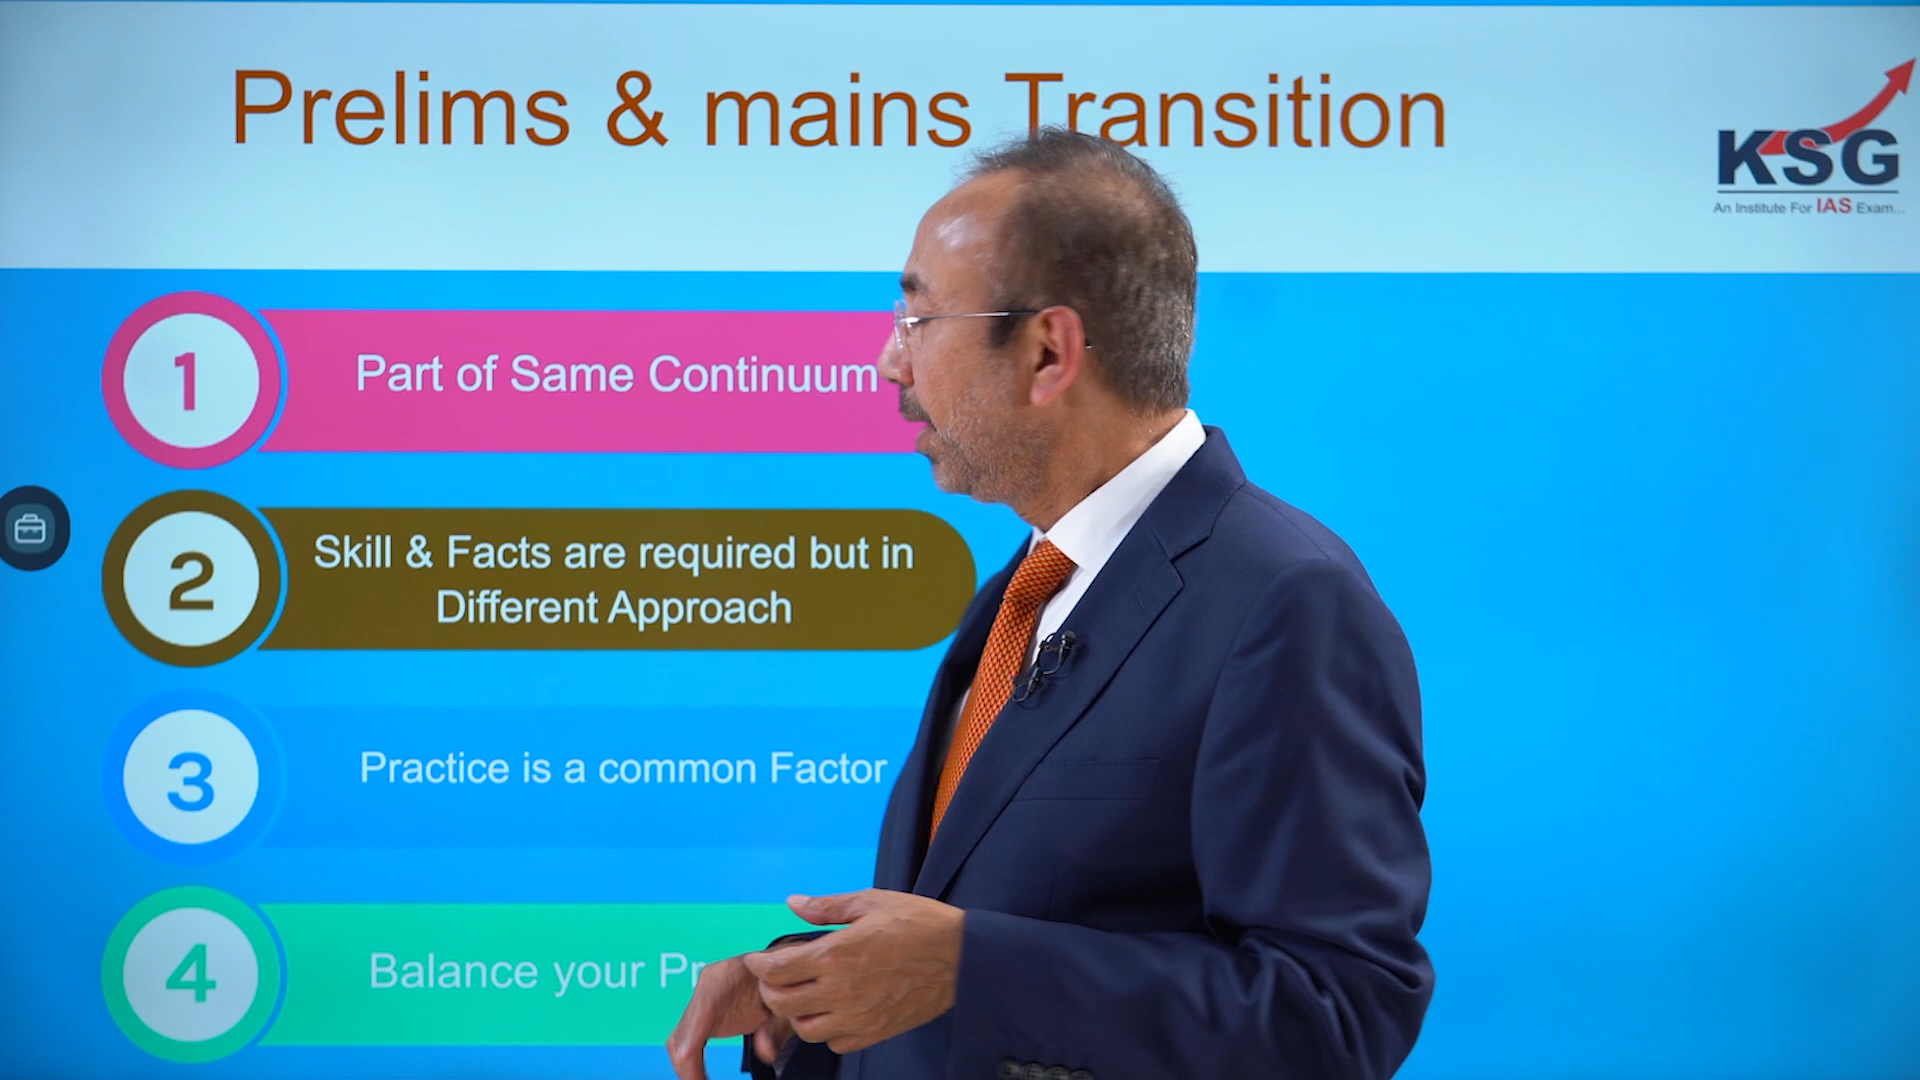 Prelims & mains Transition
KSG
An Institute For IAS Exam...
1
Part of Same Continuum
2
Skill & Facts are required but in
Different Approach
3
Practice is a common Factor
4
Balance your